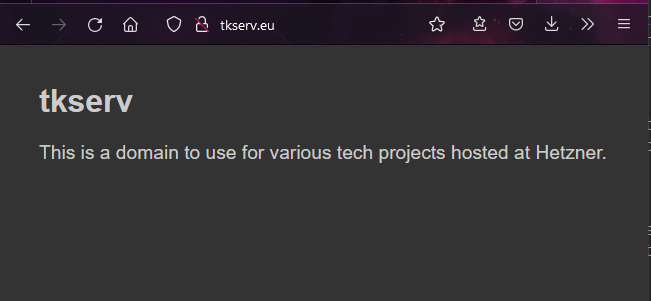 tkserv.eu
tkserv
This is a domain to use for various tech projects hosted at Hetzner.